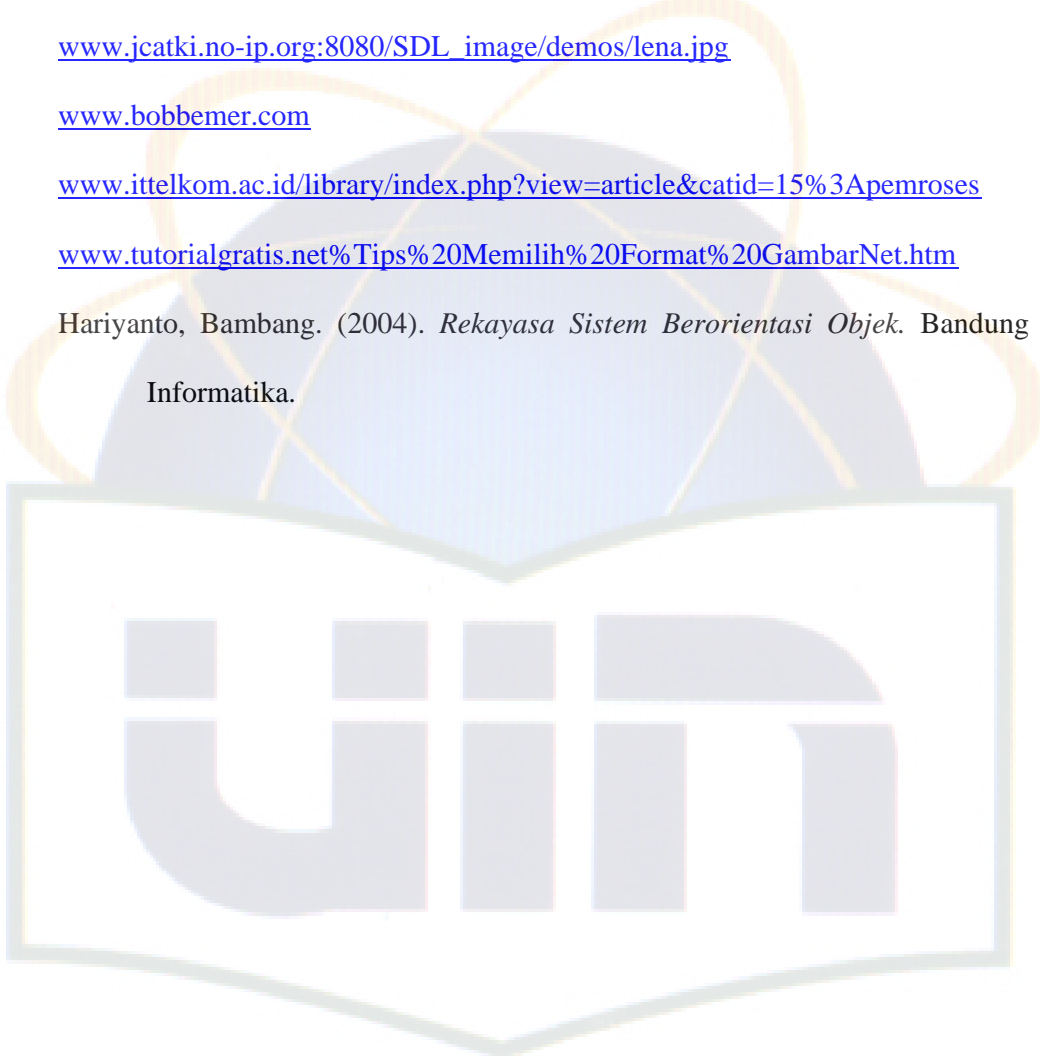 www.jcatki.no-ip.org:8080/SDL_image/demos/lena.jpg
www.bobbemer.com
www.ittelkom.ac.id/library/index.php?view=article&catid=15%3Apemroses
www.tutorialgratis.net%Tips%20Memilih%20Format%20GambarNet.htm
Hariyanto, Bambang. (2004). Rekayasa Sistem Berorientasi Objek. Bandung
Informatika.
uin